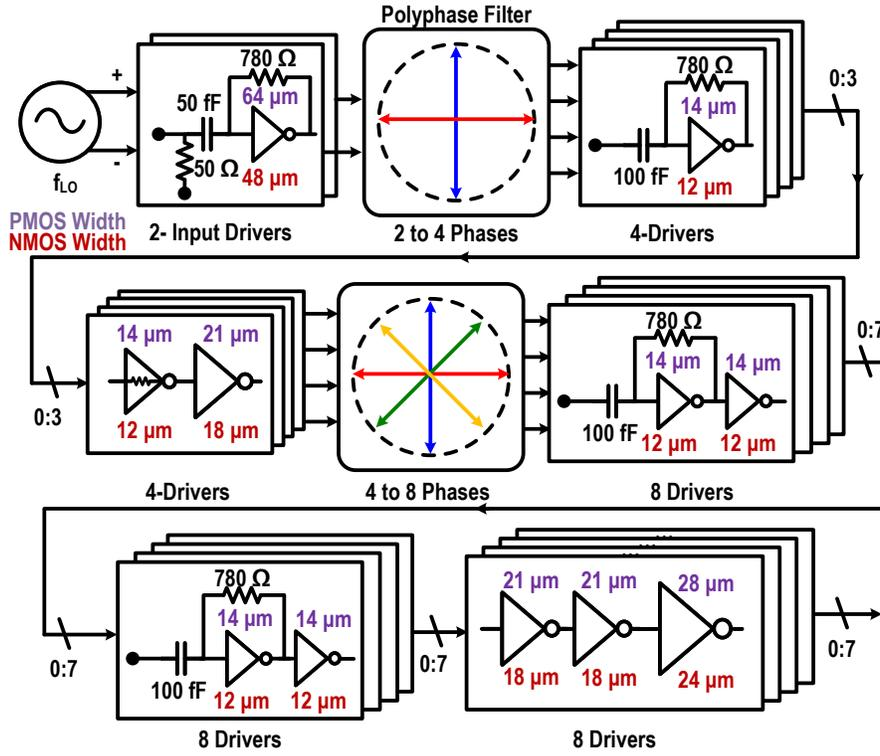 Polyphase Filter
780 Ω
64 µm
50 fF
50 Ω
48 µm
+
-
fLO
780 Ω
14 µm
100 fF
12 µm
0:3
PMOS Width
NMOS Width
2- Input Drivers
2 to 4 Phases
4-Drivers
14 µm 21 µm
12 µm 18 µm
0:3
780 Ω
14 µm 14 µm
100 fF
12 µm 12 µm
0:7
4-Drivers
4 to 8 Phases
8 Drivers
780 Ω
14 µm 14 µm
100 fF
12 µm 12 µm
0:7
0:7
...
...
21 µm 21 µm 28 µm
18 µm 18 µm 24 µm
0:7
8 Drivers
8 Drivers